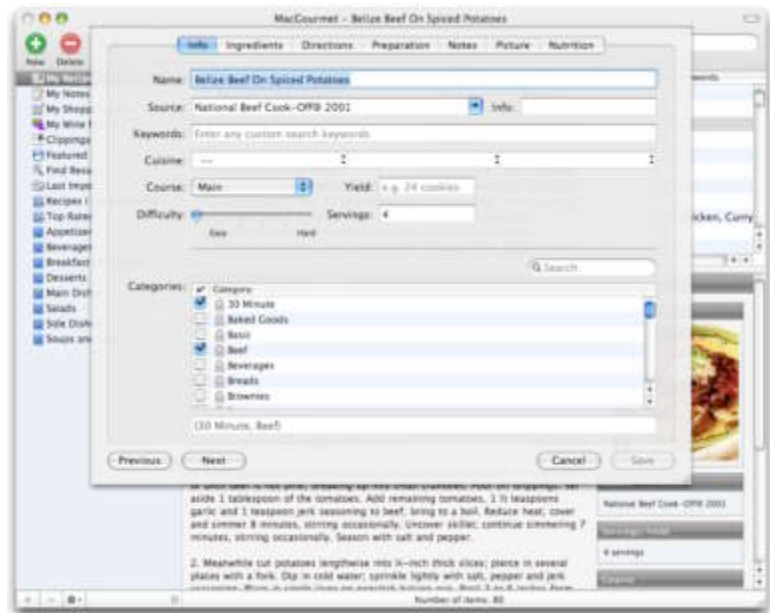 MacGourmet - Belize Beef On Spiced Potatoes
New Delete
Info Ingredients Directions Preparation Notes Picture Nutrition
Name: Belize Beef On Spiced Potatoes
Source: National Beef Cook-Off® 2001 Info:
Keywords: Enter any custom search keywords
Cuisine: ---
Course: Main Yield: e.g. 24 cookies
Difficulty: Servings: 4
Easy Hard
Search
Categories:
Category
30 Minute
Baked Goods
Basic
Beef
Beverages
Breads
Brownies
(30 Minute, Beef)
Previous Next Cancel Save
My Notes
My Shopp
My Wine
Clippings
Featured
Last Impo
Recipes
Top Rated
Appetizer
Beverages
Breakfast
Desserts
Main Dish
Salads
Side Dish
Soups an
icken, Curry
aside 1 tablespoon of the tomatoes. Add remaining tomatoes, 1 ½ teaspoons
garlic and 1 teaspoon jerk seasoning to beef; bring to a boil. Reduce heat, cover
and simmer 8 minutes, stirring occasionally. Uncover skillet; continue simmering 7
minutes, stirring occasionally. Season with salt and pepper.
2. Meanwhile cut potatoes lengthwise into ¼-inch thick slices; pierce in several
places with a fork. Dip in cold water; sprinkle lightly with salt, pepper and jerk
National Beef Cook-Off® 2001
4 servings
Course
Number of items: 80